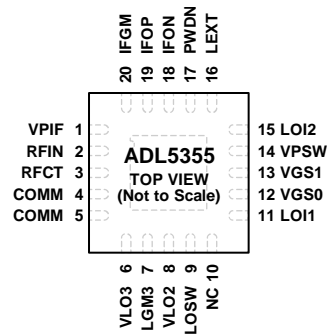 20 IFGM
19 IFOP
18 IFON
17 PWDN
16 LEXT
VPIF 1
RFIN 2
RFCT 3
COMM 4
COMM 5
ADL5355
TOP VIEW
(Not to Scale)
15 LOI2
14 VPSW
13 VGS1
12 VGS0
11 LOI1
VLO3 6
LGM3 7
VLO2 8
LOSW 9
NC 10